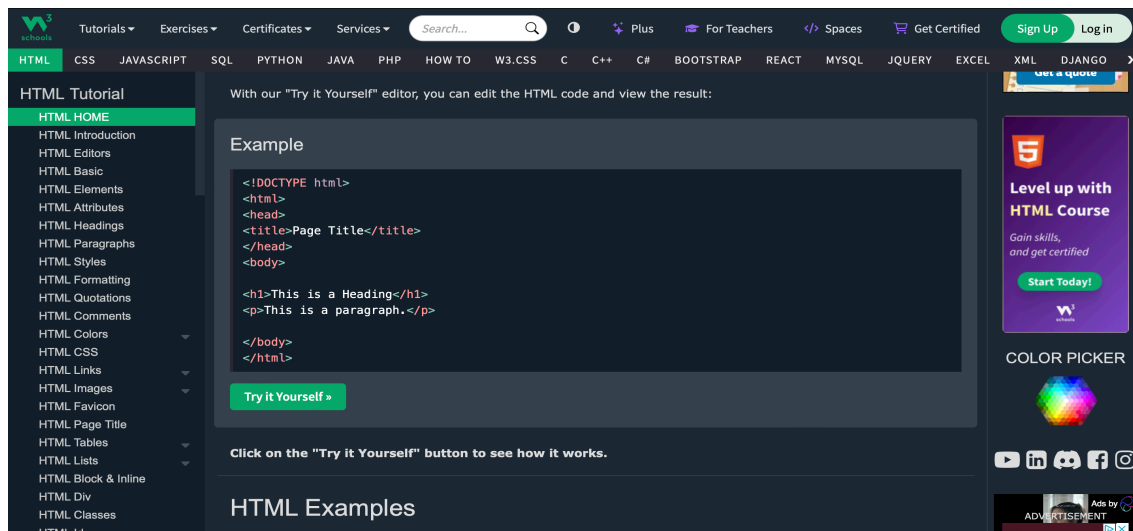 W3
schools
Tutorials
Exercises
Certificates
Services
Search...
Plus
For Teachers
Spaces
Get Certified
Sign Up
Log in
HTML CSS JAVASCRIPT SQL PYTHON JAVA PHP HOW TO W3.CSS C C++ C# BOOTSTRAP REACT MYSQL JQUERY EXCEL XML DJANGO
HTML Tutorial
HTML HOME
HTML Introduction
HTML Editors
HTML Basic
HTML Elements
HTML Attributes
HTML Headings
HTML Paragraphs
HTML Styles
HTML Formatting
HTML Quotations
HTML Comments
HTML Colors
HTML CSS
HTML Links
HTML Images
HTML Favicon
HTML Page Title
HTML Tables
HTML Lists
HTML Block & Inline
HTML Div
HTML Classes
With our "Try it Yourself" editor, you can edit the HTML code and view the result:
Example
<!DOCTYPE html>
<html>
<head>
<title>Page Title</title>
</head>
<body>
<h1>This is a Heading</h1>
<p>This is a paragraph.</p>
</body>
</html>
Try it Yourself »
Click on the "Try it Yourself" button to see how it works.
HTML Examples
Get a quote
5
Level up with
HTML Course
Gain skills,
and get certified
Start Today!
W3
schools
COLOR PICKER
in
Ads by
ADVERTISEMENT